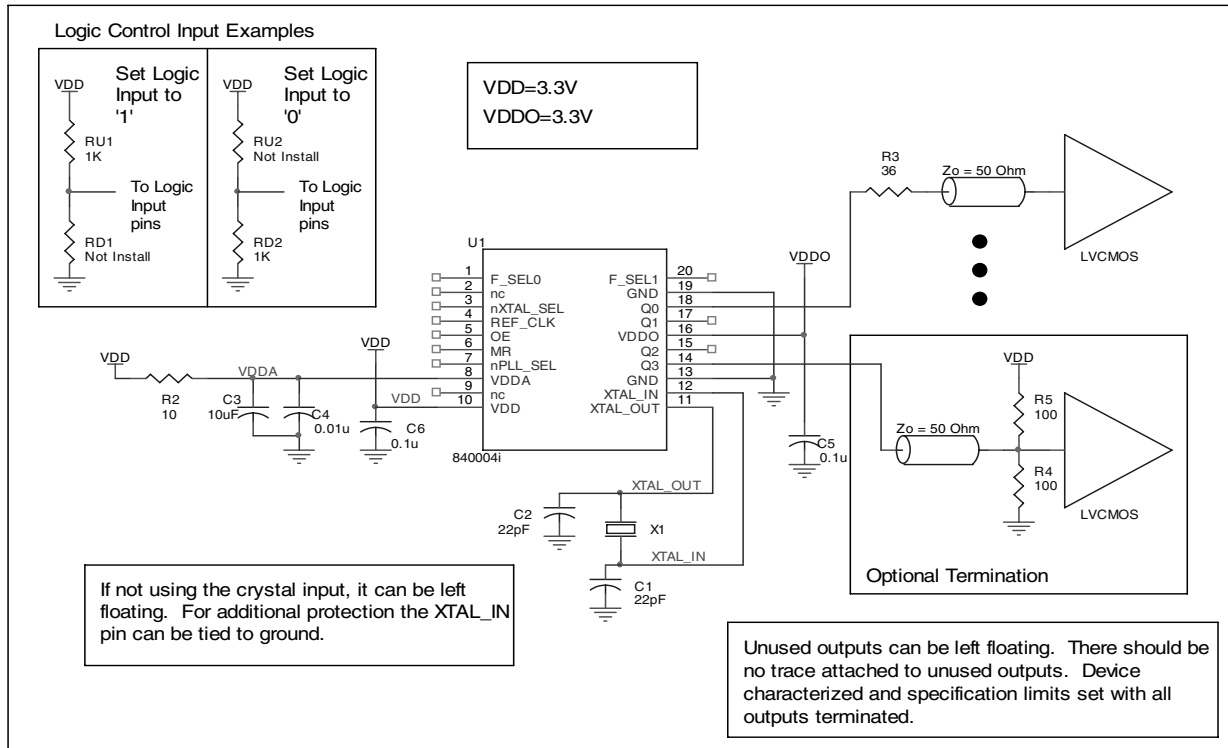 Logic Control Input Examples
VDD
Set Logic
Input to
'1'
RU1
1K
To Logic
Input
pins
RD1
Not Install
VDD
Set Logic
Input to
'0'
RU2
Not Install
To Logic
Input
pins
RD2
1K
VDD=3.3V
VDDO=3.3V
R3
36
Zo = 50 Ohm
LVCMOS
U1
1
2
3
4
5
6
7
8
9
10
F_SEL0
nc
nXTAL_SEL
REF_CLK
OE
MR
nPLL_SEL
VDDA
nc
VDD
F_SEL1
GND
Q0
Q1
VDDO
Q2
Q3
GND
XTAL_IN
XTAL_OUT
20
19
18
17
16
15
14
13
12
11
840004i
VDDO
C5
0.1u
VDD
R2
10
VDDA
C3
10uF
C4
0.01u
VDD
VDD
C6
0.1u
XTAL_OUT
C2
22pF
X1
XTAL_IN
C1
22pF
VDD
R5
100
Zo = 50 Ohm
R4
100
LVCMOS
Optional Termination
If not using the crystal input, it can be left
floating. For additional protection the XTAL_IN
pin can be tied to ground.
Unused outputs can be left floating. There should be
no trace attached to unused outputs. Device
characterized and specification limits set with all
outputs terminated.